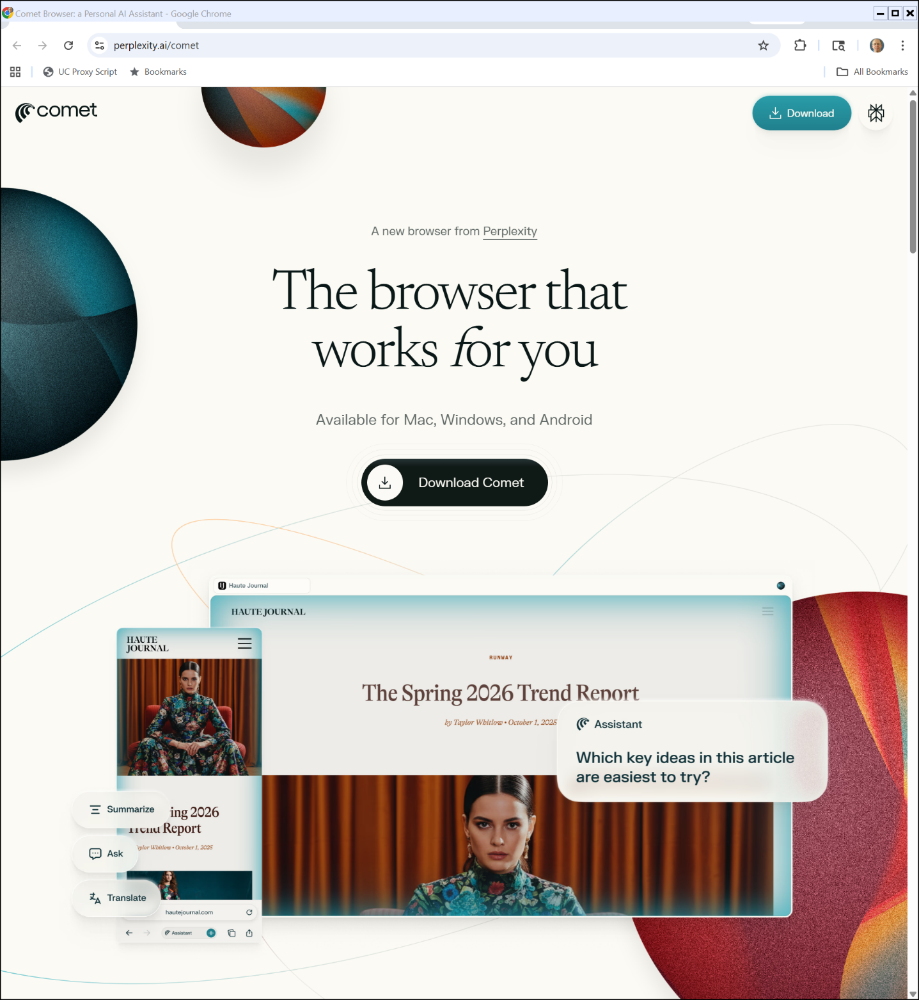 Comet Browser: a Personal AI Assistant - Google Chrome
perplexity.ai/comet
UC Proxy Script
Bookmarks
All Bookmarks
comet
Download
A new browser from Perplexity
The browser that
works for you
Available for Mac, Windows, and Android
Download Comet
Haute Journal
HAUTE JOURNAL
RUNWAY
The Spring 2026 Trend Report
by Taylor Whitlow • October 1, 2025
Assistant
Which key ideas in this article
are easiest to try?
HAUTE
JOURNAL
Summarize
ing 2026
Trend Report
Taylor Whitlow • October 1, 2025
Ask
Translate
hautejournal.com
Assistant